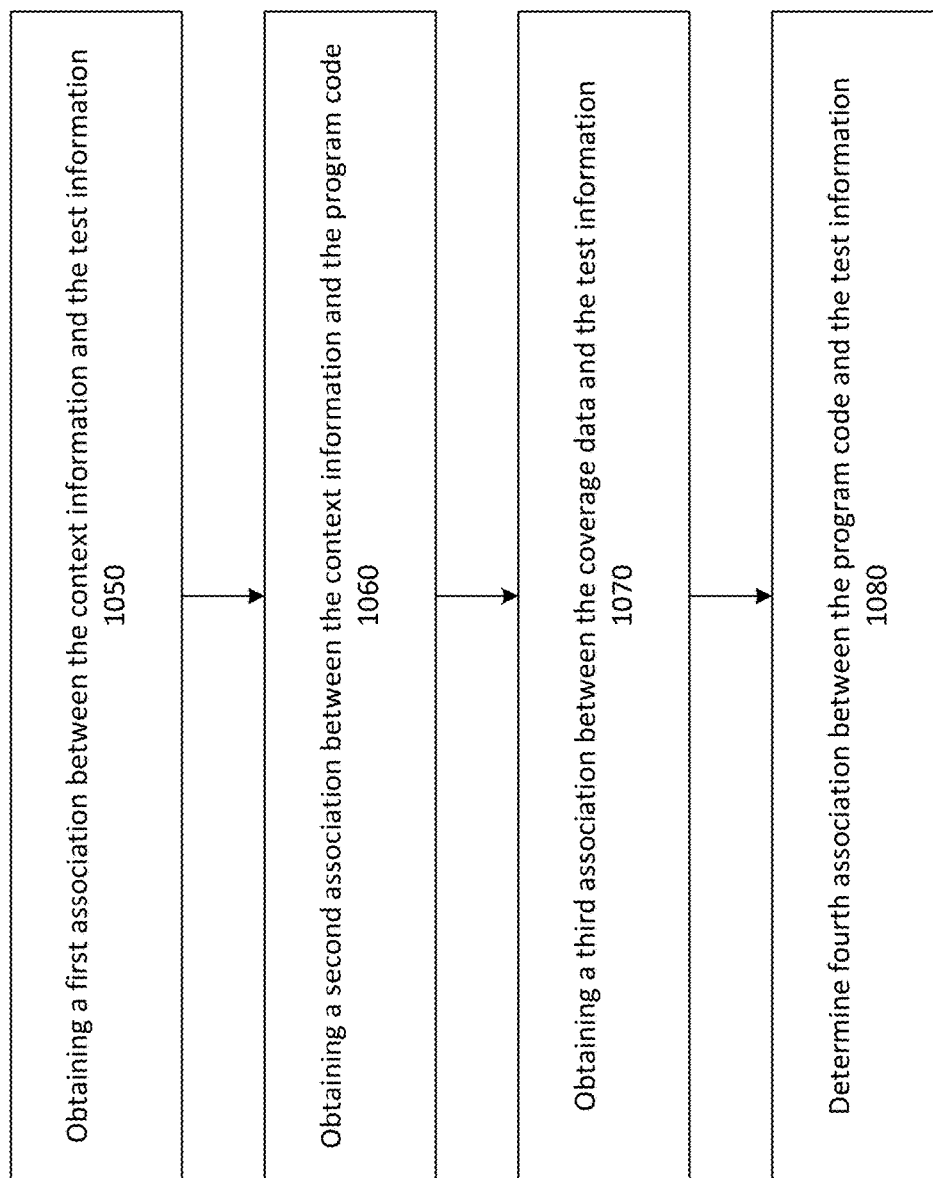 Obtaining a first association between the context information and the test information
1050
Obtaining a second association between the context information and the program code
1060
Obtaining a third association between the coverage data and the test information
1070
Determine fourth association between the program code and the test information
1080